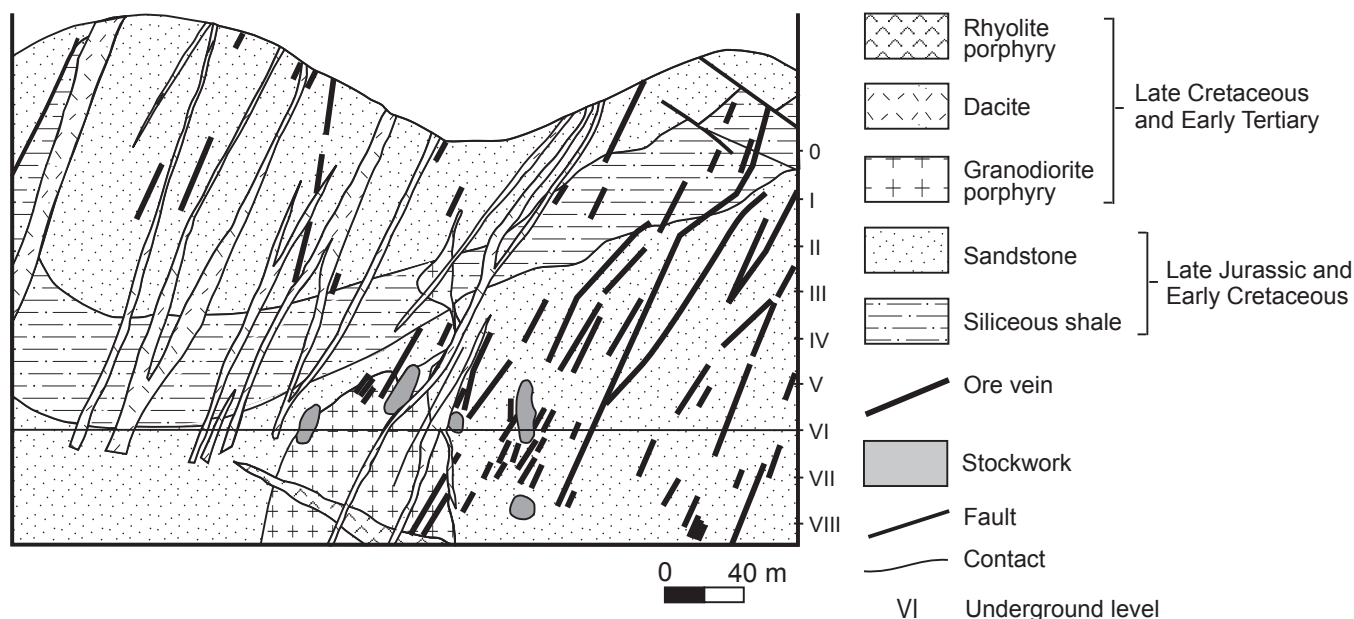 0
I
II
III
IV
V
VI
VII
VIII
0 40 m
Rhyolite
porphyry
Dacite
Granodiorite
porphyry
Late Cretaceous
and Early Tertiary
Sandstone
Siliceous shale
Late Jurassic and
Early Cretaceous
Ore vein
Stockwork
Fault
Contact
VI Underground level